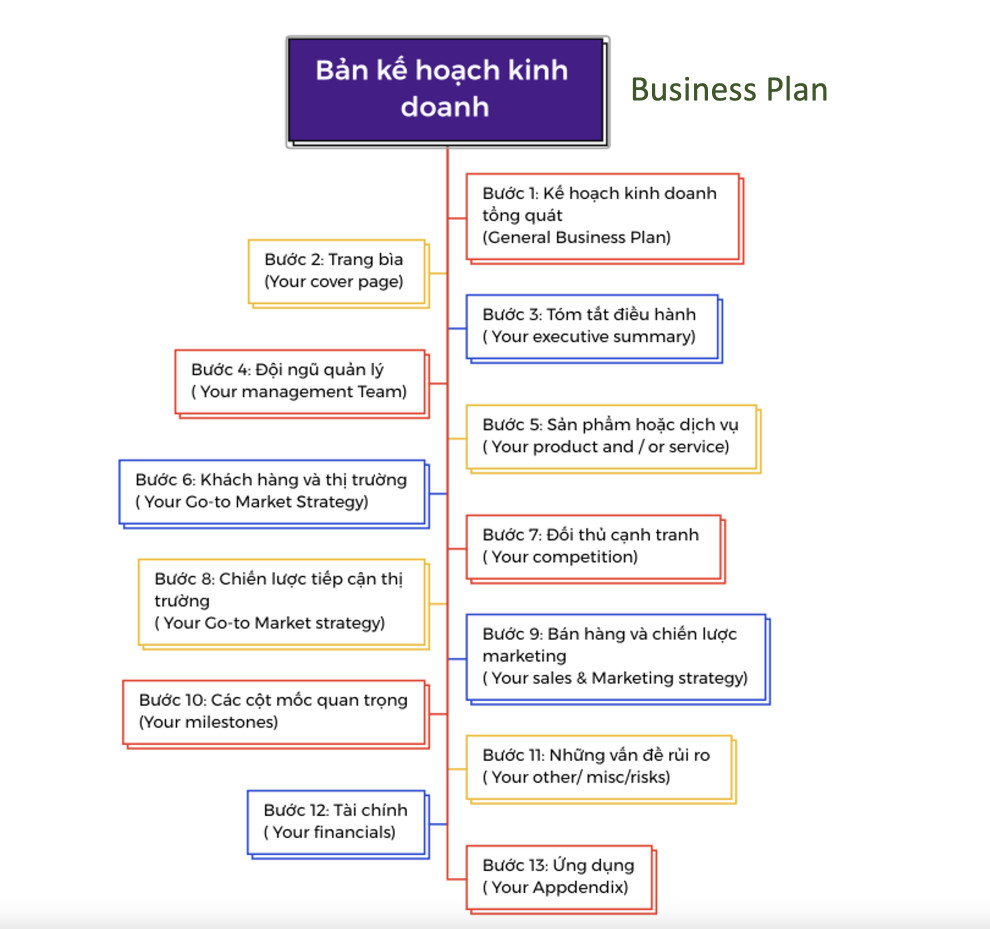 Bản kế hoạch kinh
doanh
Business Plan
Bước 1: Kế hoạch kinh doanh
tổng quát
(General Business Plan)
Bước 2: Trang bìa
(Your cover page)
Bước 3: Tóm tắt điều hành
( Your executive summary)
Bước 4: Đội ngũ quản lý
( Your management Team)
Bước 5: Sản phẩm hoặc dịch vụ
( Your product and / or service)
Bước 6: Khách hàng và thị trường
( Your Go-to Market Strategy)
Bước 7: Đối thủ cạnh tranh
( Your competition)
Bước 8: Chiến lược tiếp cận thị
trường
( Your Go-to Market strategy)
Bước 9: Bán hàng và chiến lược
marketing
( Your sales & Marketing strategy)
Bước 10: Các cột mốc quan trọng
(Your milestones)
Bước 11: Những vấn đề rủi ro
( Your other/ misc/risks)
Bước 12: Tài chính
( Your financials)
Bước 13: Ứng dụng
( Your Appdendix)